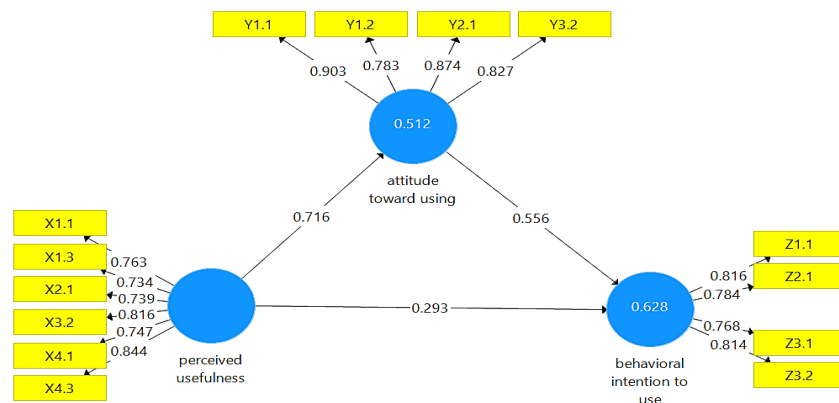 Y1.1
Y1.2
Y2.1
Y3.2
0.903
0.783
0.874
0.827
0.512
attitude
toward using
0.716
0.556
X1.1
X1.3
X2.1
X3.2
X4.1
X4.3
0.763
0.734
0.739
0.816
0.747
0.844
perceived
usefulness
0.293
0.628
behavioral
intention to
use
0.816
0.784
0.768
0.814
Z1.1
Z2.1
Z3.1
Z3.2